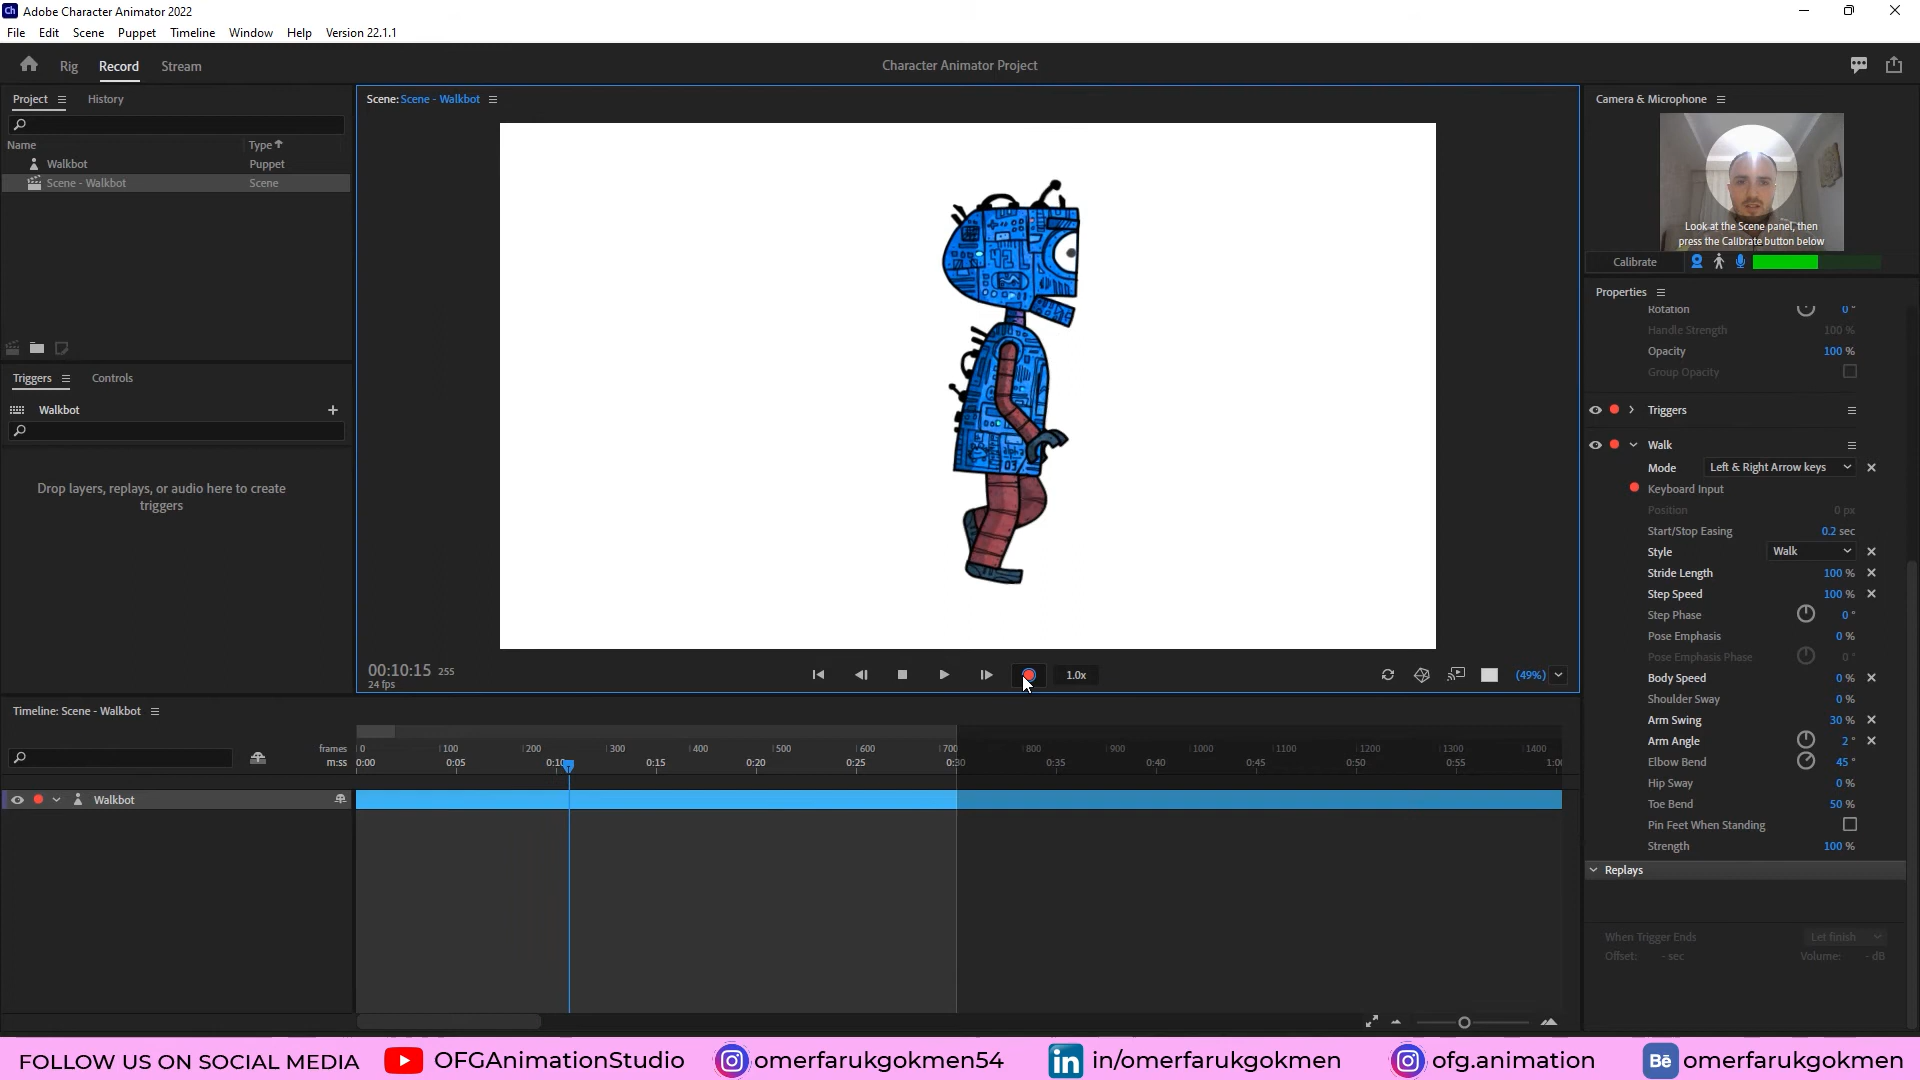 Ch Adobe Character Animator 2022
File Edit Scene Puppet Timeline Window Help Version 22.1.1
Rig Record Stream
Character Animator Project
Project History
Name Type
Walkbot Puppet
Scene - Walkbot Scene
Triggers Controls
Walkbot
Drop layers, replays, or audio here to create
triggers
Scene: Scene - Walkbot
42L
03
00:10:15 255
24 fps
1.0x
(49%)
Camera & Microphone
Look at the Scene panel, then
press the Calibrate button below
Calibrate
Properties
Rotation 0 °
Handle Strength 100 %
Opacity 100 %
Group Opacity
Triggers
Walk
Mode Left & Right Arrow keys
Keyboard Input
Position 0 px
Start/Stop Easing 0.2 sec
Style Walk
Stride Length 100 %
Step Speed 100 %
Step Phase 0 °
Pose Emphasis 0 %
Pose Emphasis Phase 0 °
Body Speed 0 %
Shoulder Sway 0 %
Arm Swing 30 %
Arm Angle 2 °
Elbow Bend 45 °
Hip Sway 0 %
Toe Bend 50 %
Pin Feet When Standing
Strength 100 %
Replays
When Trigger Ends Let finish
Offset: - sec Volume: - dB
Timeline: Scene - Walkbot
frames 0 100 200 300 400 500 600 700 800 900 1000 1100 1200 1300 1400
m:ss 0:00 0:05 0:10 0:15 0:20 0:25 0:30 0:35 0:40 0:45 0:50 0:55
Walkbot
FOLLOW US ON SOCIAL MEDIA OFGAnimationStudio omerfarukgokmen54 in in/omerfarukgokmen ofg.animation Bē omerfarukgokmen